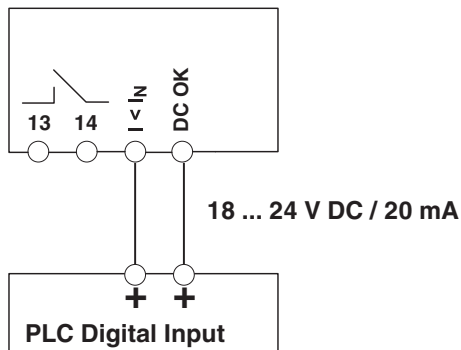 13 14 I < IN DC OK
18 ... 24 V DC / 20 mA
+ +
PLC Digital Input